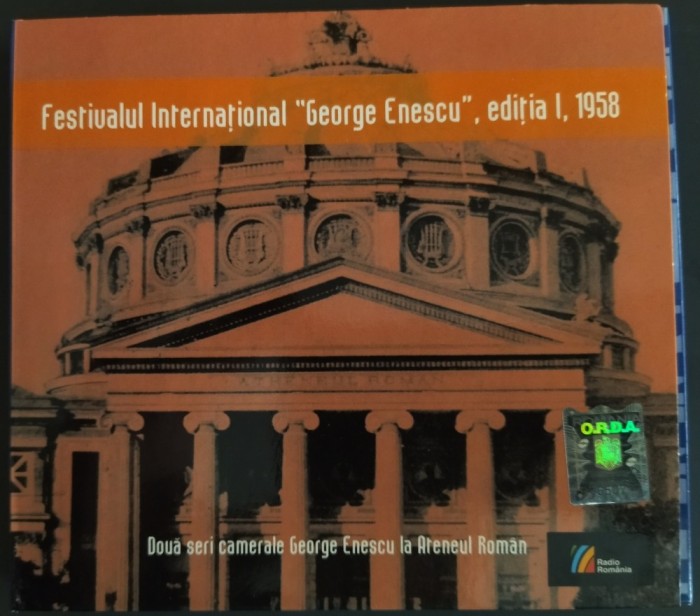 Festivalul Internațional "George Enescu", ediția I, 1958
ATENEUL ROMAN
O.R.D.A.
Două seri camerale George Enescu la Ateneul Român
Radio
România